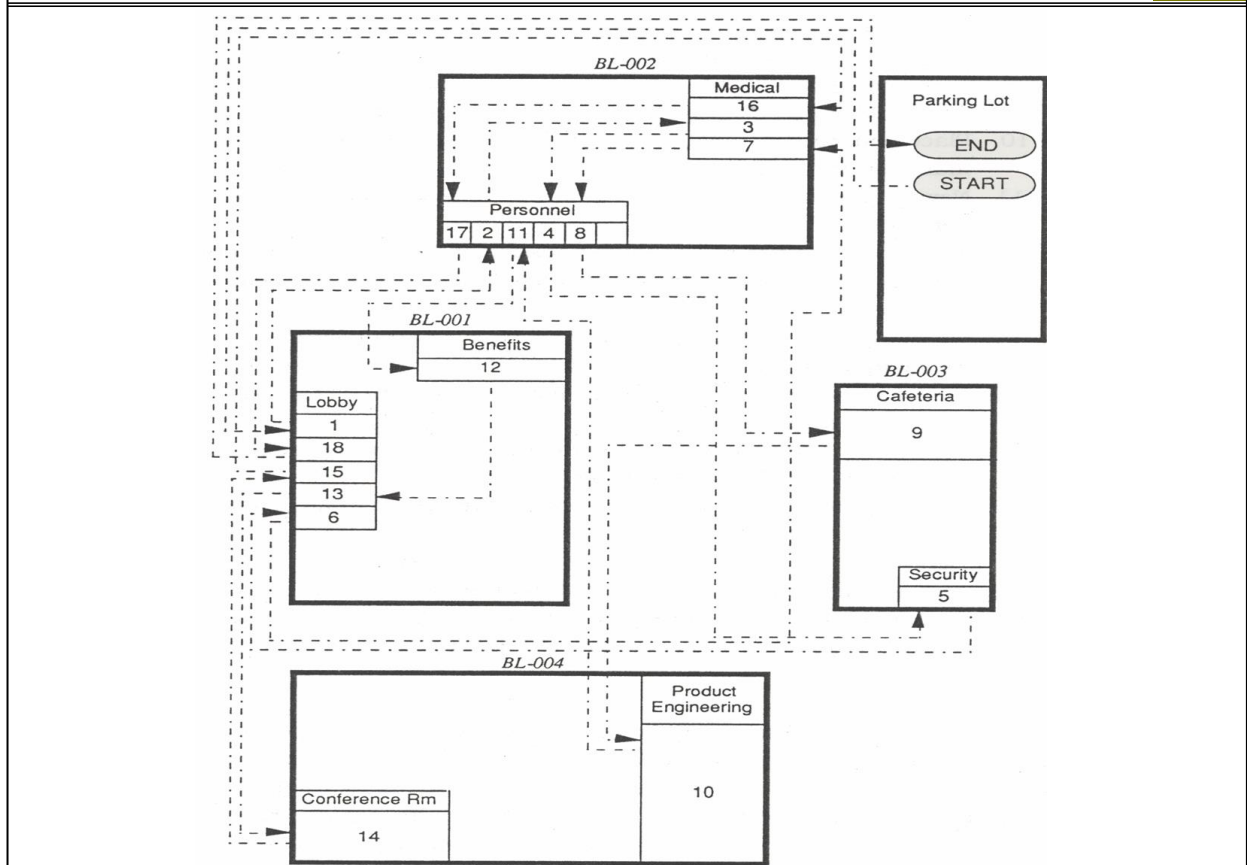 BL-002
Medical
16
3
7
Personnel
17 2 11 4 8
Parking Lot
END
START
BL-001
Benefits
12
Lobby
1
18
15
13
6
BL-003
Cafeteria
9
Security
5
BL-004
Product
Engineering
10
Conference Rm
14